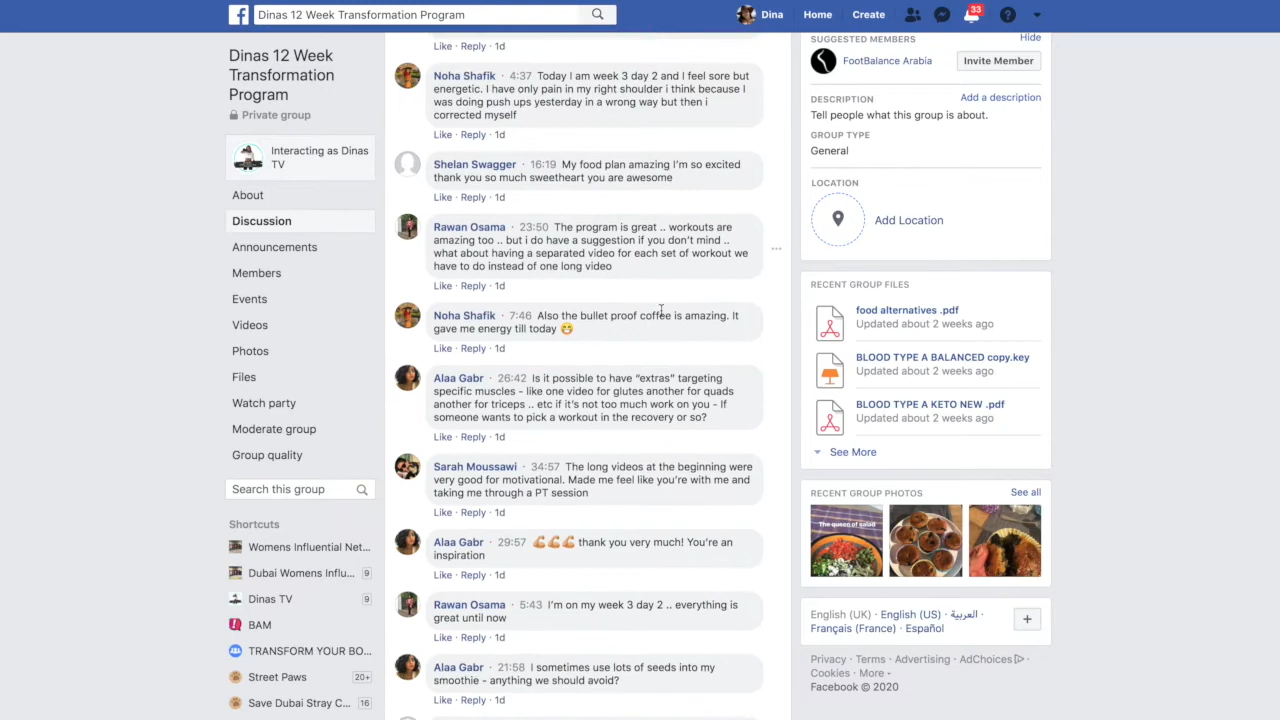 Dinas 12 Week Transformation Program
Dina
Home
Create
33
Dinas 12 Week
Transformation
Program
Private group
Interacting as Dinas
TV
About
Discussion
Announcements
Members
Events
Videos
Photos
Files
Watch party
Moderate group
Group quality
Search this group
Shortcuts
Womens Influential Net...
Dubai Womens Influ... 9
Dinas TV 9
BAM
TRANSFORM YOUR BO...
Street Paws 20+
Save Dubai Stray C... 16
Like · Reply · 1d
Noha Shafik · 4:37 Today I am week 3 day 2 and I feel sore but
energetic. I have only pain in my right shoulder i think because I
was doing push ups yesterday in a wrong way but then i
corrected myself
Like · Reply · 1d
Shelan Swagger · 16:19 My food plan amazing I'm so excited
thank you so much sweetheart you are awesome
Like · Reply · 1d
Rawan Osama · 23:50 The program is great .. workouts are
amazing too .. but i do have a suggestion if you don't mind ..
what about having a separated video for each set of workout we
have to do instead of one long video
Like · Reply · 1d
Noha Shafik · 7:46 Also the bullet proof coffee is amazing. It
gave me energy till today 😁
Like · Reply · 1d
Alaa Gabr · 26:42 Is it possible to have “extras” targeting
specific muscles - like one video for glutes another for quads
another for triceps .. etc if it's not too much work on you - If
someone wants to pick a workout in the recovery or so?
Like · Reply · 1d
Sarah Moussawi · 34:57 The long videos at the beginning were
very good for motivational. Made me feel like you're with me and
taking me through a PT session
Like · Reply · 1d
Alaa Gabr · 29:57 💪🏼💪🏼💪🏼 thank you very much! You're an
inspiration
Like · Reply · 1d
Rawan Osama · 5:43 I'm on my week 3 day 2 .. everything is
great until now
Like · Reply · 1d
Alaa Gabr · 21:58 I sometimes use lots of seeds into my
smoothie - anything we should avoid?
Like · Reply · 1d
SUGGESTED MEMBERS
Hide
FootBalance Arabia
Invite Member
DESCRIPTION
Add a description
Tell people what this group is about.
GROUP TYPE
General
LOCATION
Add Location
RECENT GROUP FILES
food alternatives .pdf
Updated about 2 weeks ago
BLOOD TYPE A BALANCED copy.key
Updated about 2 weeks ago
BLOOD TYPE A KETO NEW .pdf
Updated about 2 weeks ago
See More
RECENT GROUP PHOTOS
See all
The queen of salad
English (UK) · English (US) · العربية ·
Français (France) · Español
Privacy · Terms · Advertising · AdChoices ·
Cookies · More
Facebook © 2020